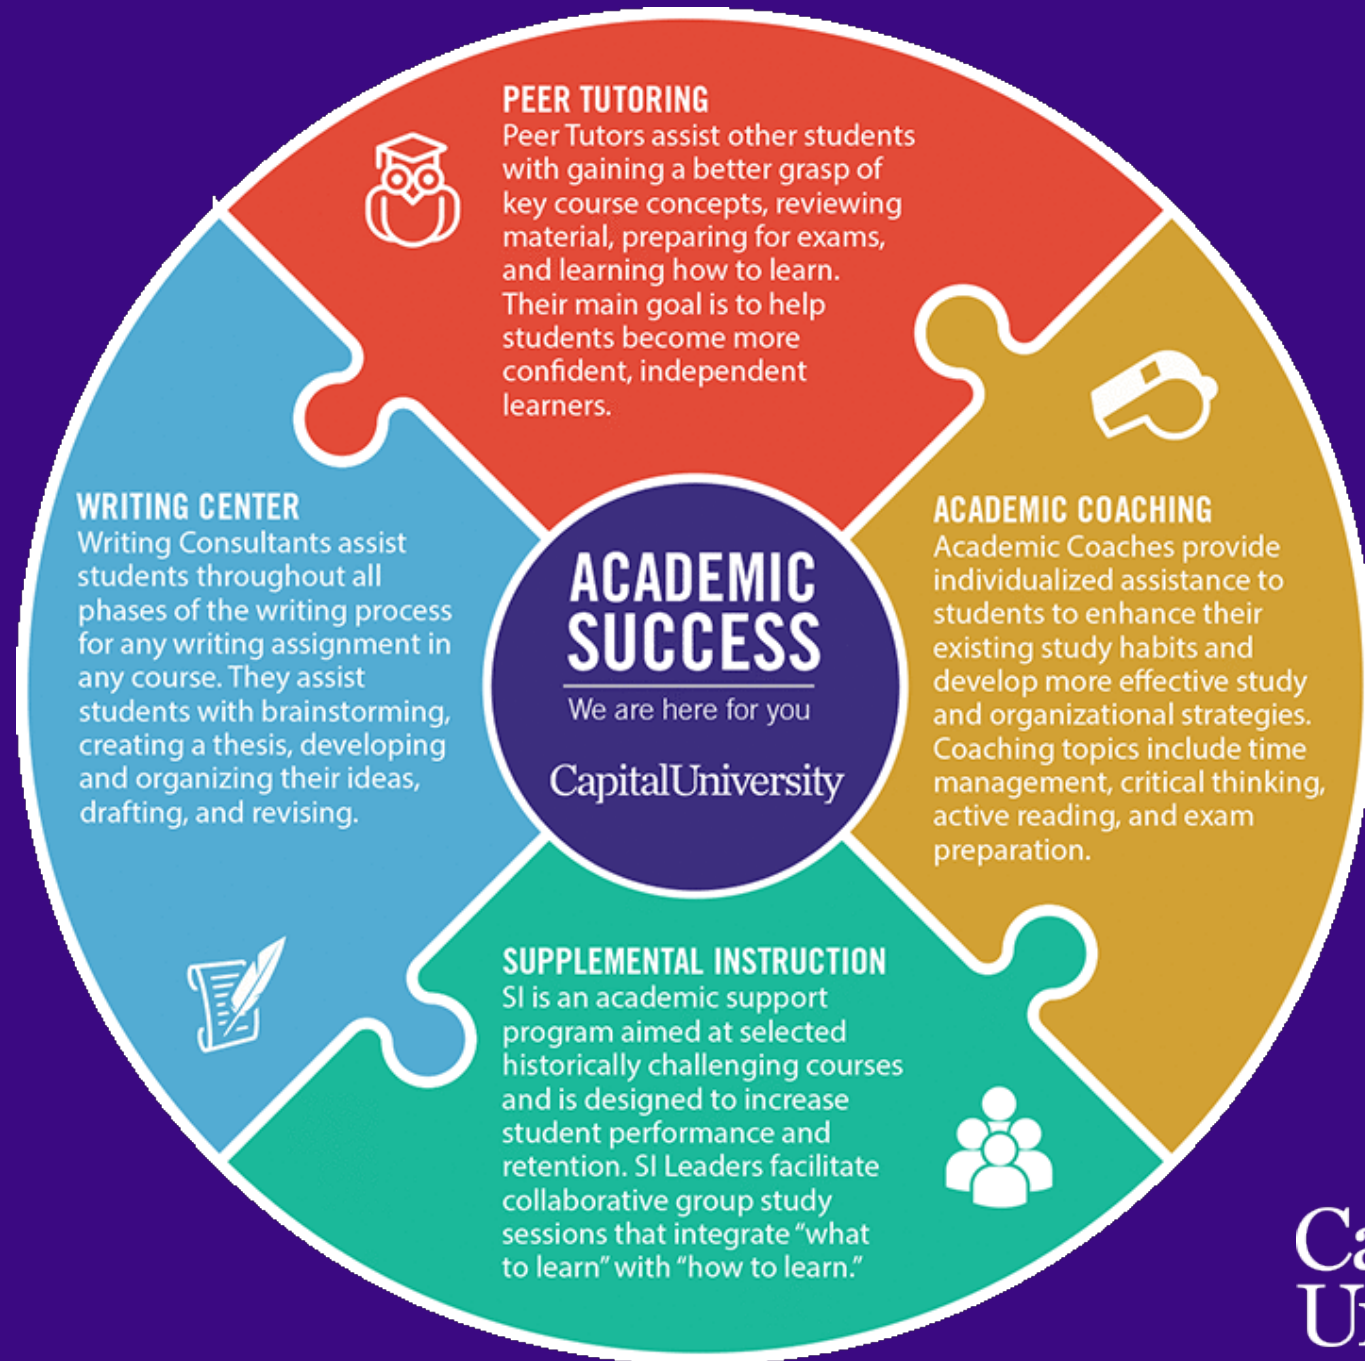 PEER TUTORING
Peer Tutors assist other students
with gaining a better grasp of
key course concepts, reviewing
material, preparing for exams,
and learning how to learn.
Their main goal is to help
students become more
confident, independent
learners.
WRITING CENTER
Writing Consultants assist
students throughout all
phases of the writing process
for any writing assignment in
any course. They assist
students with brainstorming,
creating a thesis, developing
and organizing their ideas,
drafting, and revising.
ACADEMIC
SUCCESS
We are here for you
CapitalUniversity
ACADEMIC COACHING
Academic Coaches provide
individualized assistance to
students to enhance their
existing study habits and
develop more effective study
and organizational strategies.
Coaching topics include time
management, critical thinking,
active reading, and exam
preparation.
SUPPLEMENTAL INSTRUCTION
SI is an academic support
program aimed at selected
historically challenging courses
and is designed to increase
student performance and
retention. SI Leaders facilitate
collaborative group study
sessions that integrate “what
to learn” with “how to learn.”